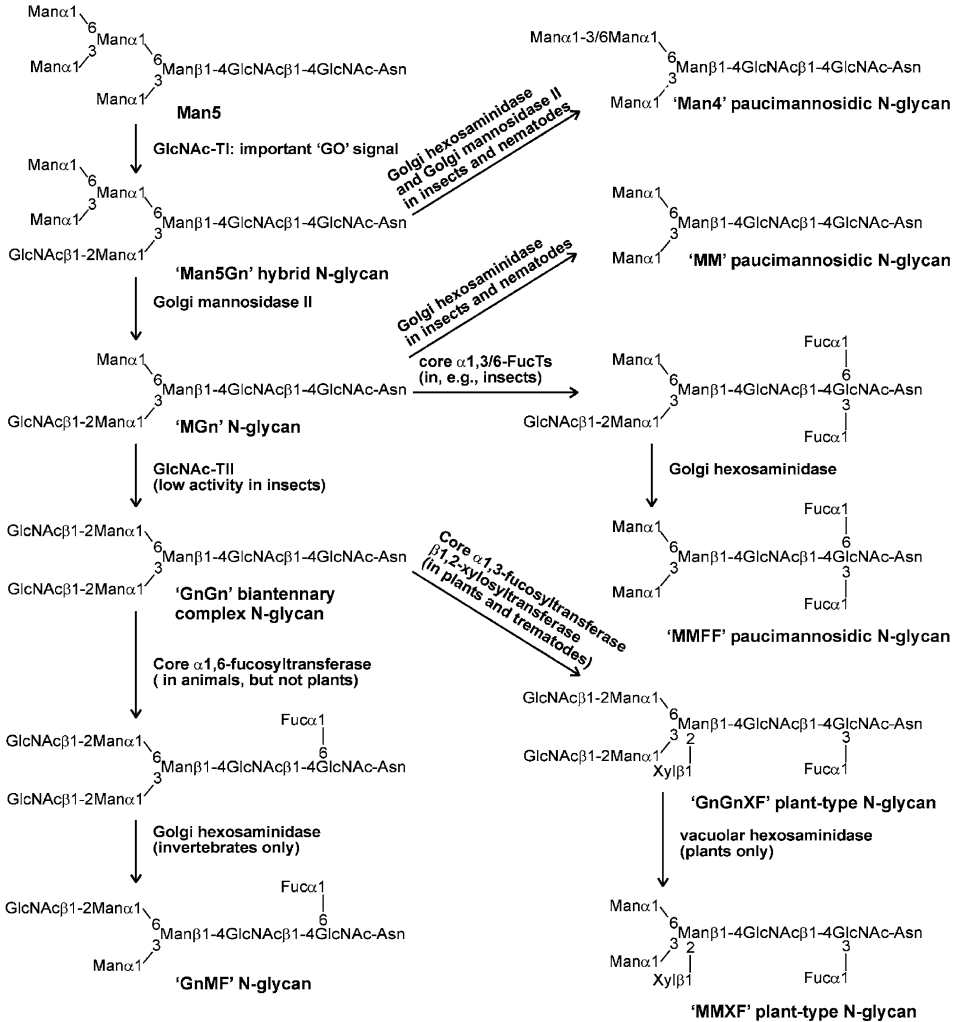 Manα1
6
Manα1
3
Manα1
6
Manβ1-4GlcNAcβ1-4GlcNAc-Asn
3
Manα1
Man5
GlcNAc-TI: important ‘GO’ signal
Manα1
6
Manα1
3
Manα1
6
Manβ1-4GlcNAcβ1-4GlcNAc-Asn
3
GlcNAcβ1-2Manα1
‘Man5Gn’ hybrid N-glycan
Golgi mannosidase II
Manα1
6
Manβ1-4GlcNAcβ1-4GlcNAc-Asn
3
GlcNAcβ1-2Manα1
‘MGn’ N-glycan
GlcNAc-TII
(low activity in insects)
GlcNAcβ1-2Manα1
6
Manβ1-4GlcNAcβ1-4GlcNAc-Asn
3
GlcNAcβ1-2Manα1
‘GnGn’ biantennary
complex N-glycan
Core α1,6-fucosyltransferase
( in animals, but not plants)
Fucα1
6
GlcNAcβ1-2Manα1
6
Manβ1-4GlcNAcβ1-4GlcNAc-Asn
3
GlcNAcβ1-2Manα1
Golgi hexosaminidase
(invertebrates only)
Fucα1
6
GlcNAcβ1-2Manα1
6
Manβ1-4GlcNAcβ1-4GlcNAc-Asn
3
Manα1
‘GnMF’ N-glycan
Golgi hexosaminidase
and Golgi mannosidase II
in insects and nematodes
Manα1-3/6Manα1
6
Manβ1-4GlcNAcβ1-4GlcNAc-Asn
3
Manα1
‘Man4’ paucimannosidic N-glycan
Golgi hexosaminidase
in insects and nematodes
Manα1
6
Manβ1-4GlcNAcβ1-4GlcNAc-Asn
3
Manα1
‘MM’ paucimannosidic N-glycan
core α1,3/6-FucTs
(in, e.g., insects)
Fucα1
6
Manα1
6
Manβ1-4GlcNAcβ1-4GlcNAc-Asn
3
3
GlcNAcβ1-2Manα1
Fucα1
Golgi hexosaminidase
Fucα1
6
Manα1
6
Manβ1-4GlcNAcβ1-4GlcNAc-Asn
3
3
Manα1
Fucα1
‘MMFF’ paucimannosidic N-glycan
Core α1,3-fucosyltransferase
β1,2-xylosyltransferase
(in plants and trematodes)
GlcNAcβ1-2Manα1
6
Manβ1-4GlcNAcβ1-4GlcNAc-Asn
3
2
3
GlcNAcβ1-2Manα1
Xylβ1
Fucα1
‘GnGnXF’ plant-type N-glycan
vacuolar hexosaminidase
(plants only)
Manα1
6
Manβ1-4GlcNAcβ1-4GlcNAc-Asn
3
2
3
Manα1
Xylβ1
Fucα1
‘MMXF’ plant-type N-glycan